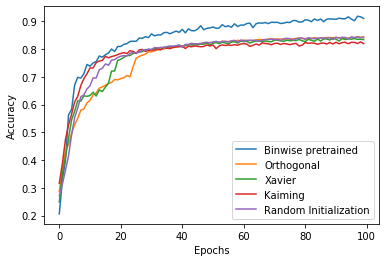 0.9
0.8
0.7
0.6
0.5
0.4
0.3
0.2
Accuracy
Binwise pretrained
Orthogonal
Xavier
Kaiming
Random Initialization
0 20 40 60 80 100
Epochs